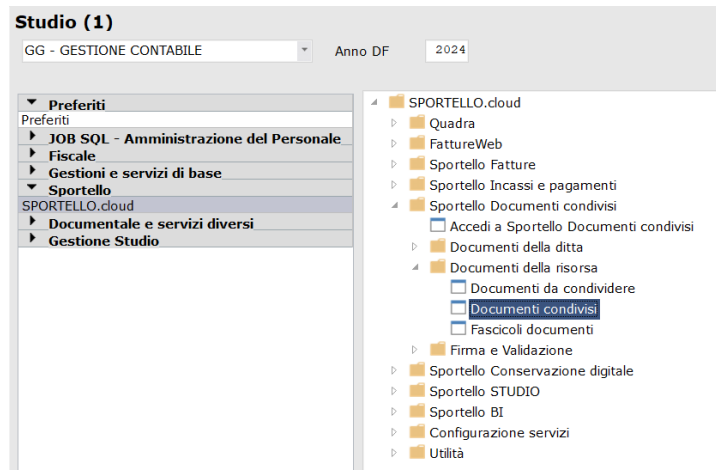 Studio (1)
GG - GESTIONE CONTABILE
Anno DF
2024
Preferiti
Preferiti
JOB SQL - Amministrazione del Personale
Fiscale
Gestioni e servizi di base
Sportello
SPORTELLO.cloud
Documentale e servizi diversi
Gestione Studio
SPORTELLO.cloud
Quadra
FattureWeb
Sportello Fatture
Sportello Incassi e pagamenti
Sportello Documenti condivisi
Accedi a Sportello Documenti condivisi
Documenti della ditta
Documenti della risorsa
Documenti da condividere
Documenti condivisi
Fascicoli documenti
Firma e Validazione
Sportello Conservazione digitale
Sportello STUDIO
Sportello BI
Configurazione servizi
Utilità